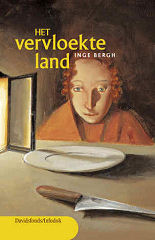 HET
vervloekte
land
INGE BERGH
Davidsfonds/Infodok